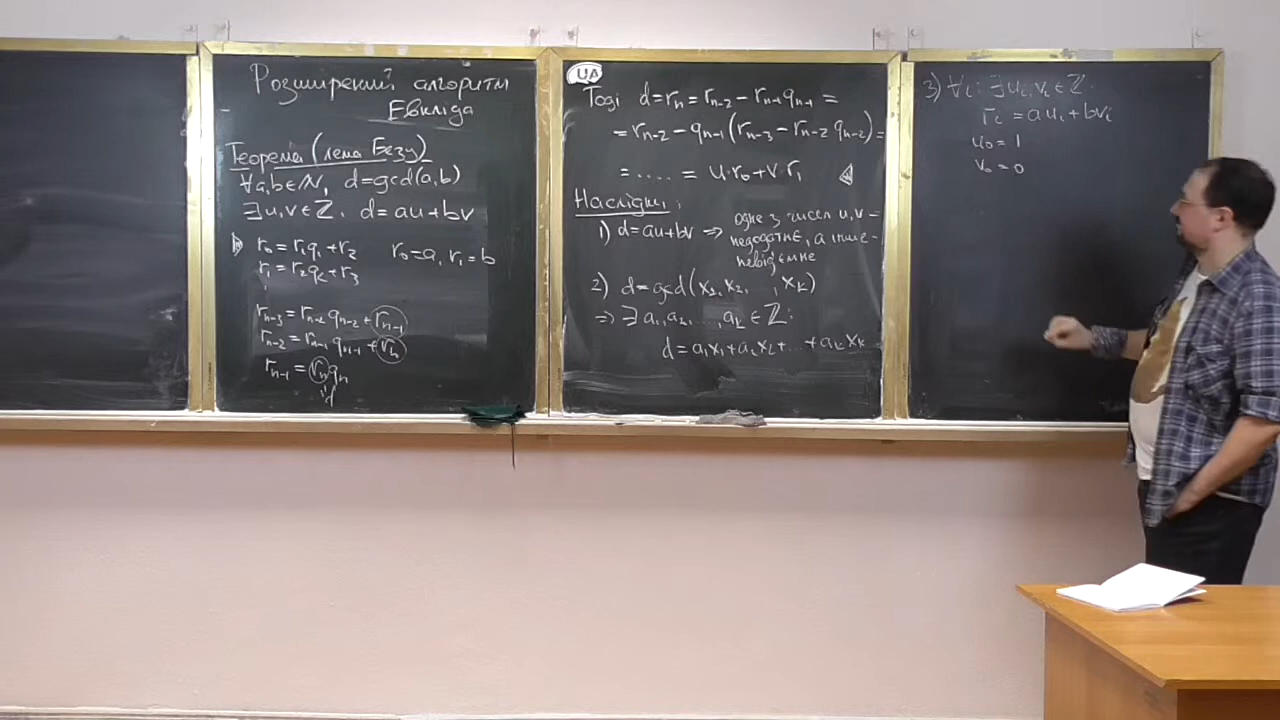 Розширений алгоритм
Евкліда
Теорема (лема Безу)
∀a,b∈ℕ, d=gcd(a,b)
∃u,v∈ℤ: d=au+bv
r₀=r₁q₁+r₂
r₀=a, r₁=b
r₁=r₂q₂+r₃
rₙ₋₃=rₙ₋₂qₙ₋₂+rₙ₋₁
rₙ₋₂=rₙ₋₁qₙ₋₁+rₙ
rₙ₋₁=rₙqₙ
d
UA
Тоді d=rₙ=rₙ₋₂−rₙ₋₁qₙ₋₁=
=rₙ₋₂−qₙ₋₁(rₙ₋₃−rₙ₋₂qₙ₋₂)=
=.....=u·r₀+v·r₁
Наслідки:
1) d=au+bv ⇒ одне з чисел u,v –
недодатнє, а інше –
невід'ємне
2) d=gcd(x₁,x₂, ,xₖ)
⇒∃a₁,a₂,...,aₖ∈ℤ:
d=a₁x₁+a₂x₂+...+aₖxₖ
3) ∀i: ∃uᵢ,vᵢ∈ℤ:
rᵢ=auᵢ+bvᵢ
u₀=1
v₀=0